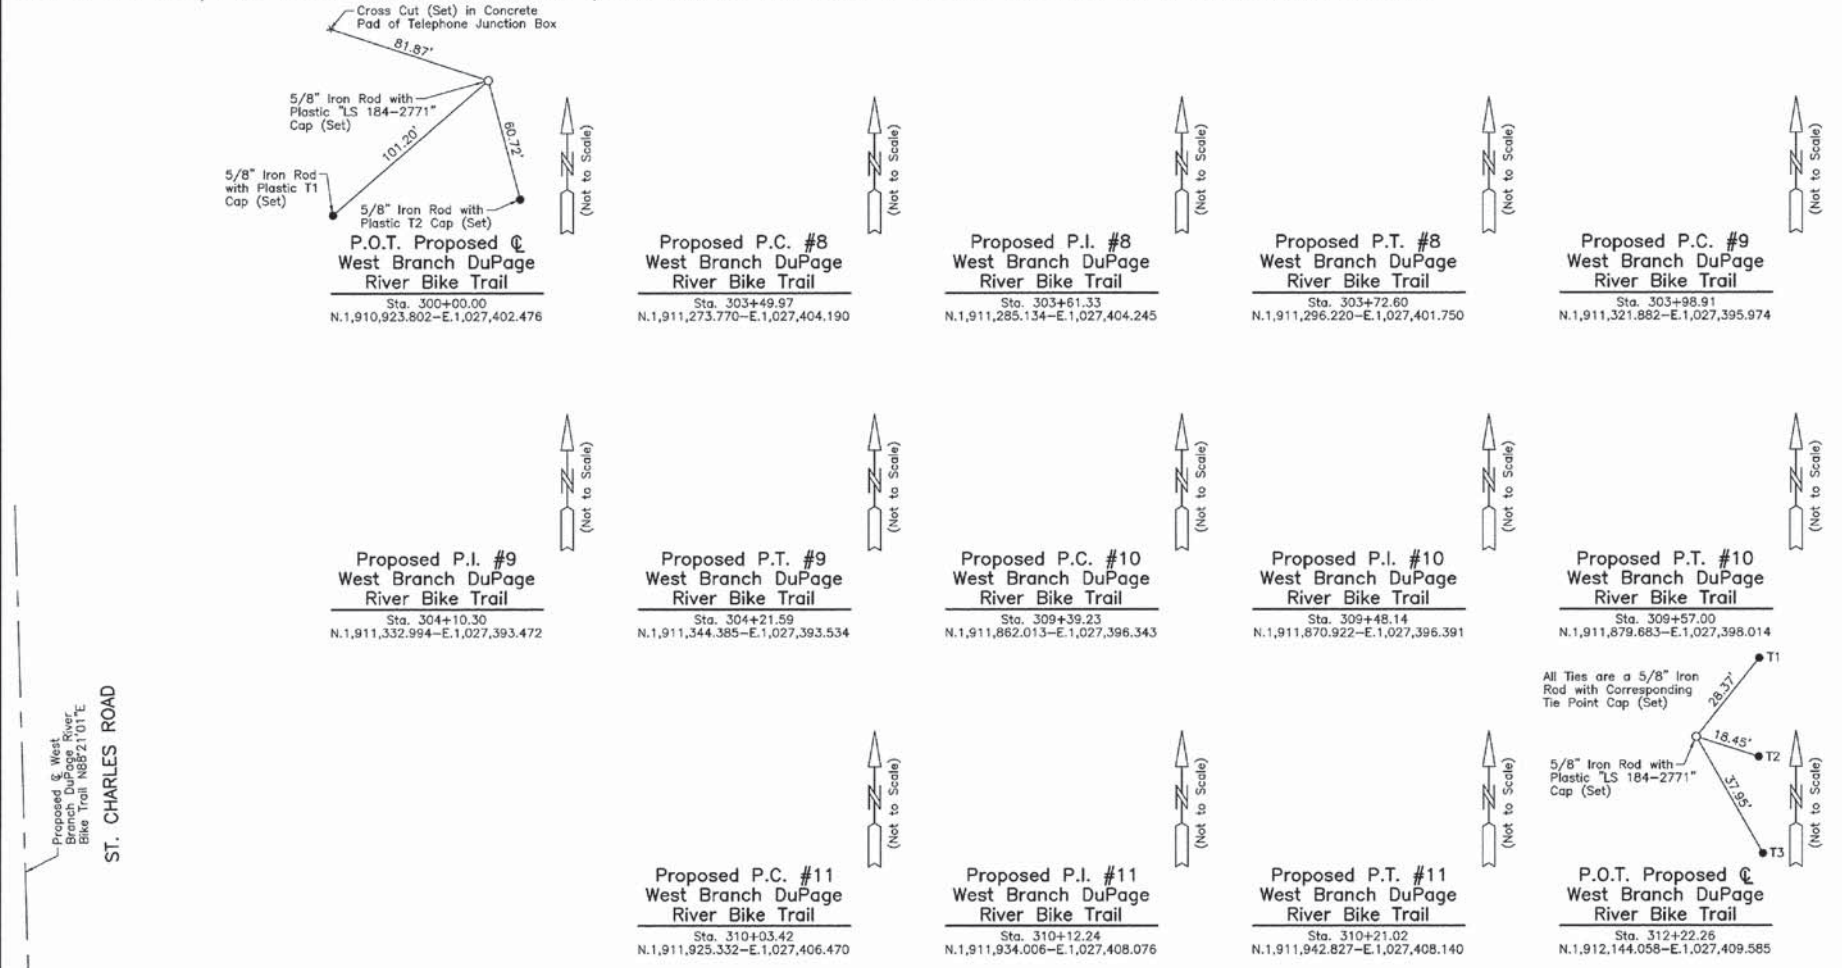 Cross Cut (Set) in Concrete
Pad of Telephone Junction Box
81.87'
5/8" Iron Rod with
Plastic "LS 184-2771"
Cap (Set)
101.20'
60.72'
5/8" Iron Rod
with Plastic T1
Cap (Set)
5/8" Iron Rod with
Plastic T2 Cap (Set)
N
(Not to Scale)
P.O.T. Proposed ℄
West Branch DuPage
River Bike Trail
Sta. 300+00.00
N.1,910,923.802-E.1,027,402.476
N
(Not to Scale)
Proposed P.C. #8
West Branch DuPage
River Bike Trail
Sta. 303+49.97
N.1,911,273.770-E.1,027,404.190
N
(Not to Scale)
Proposed P.I. #8
West Branch DuPage
River Bike Trail
Sta. 303+61.33
N.1,911,285.134-E.1,027,404.245
N
(Not to Scale)
Proposed P.T. #8
West Branch DuPage
River Bike Trail
Sta. 303+72.60
N.1,911,296.220-E.1,027,401.750
N
(Not to Scale)
Proposed P.C. #9
West Branch DuPage
River Bike Trail
Sta. 303+98.91
N.1,911,321.882-E.1,027,395.974
N
(Not to Scale)
Proposed P.I. #9
West Branch DuPage
River Bike Trail
Sta. 304+10.30
N.1,911,332.994-E.1,027,393.472
N
(Not to Scale)
Proposed P.T. #9
West Branch DuPage
River Bike Trail
Sta. 304+21.59
N.1,911,344.385-E.1,027,393.534
N
(Not to Scale)
Proposed P.C. #10
West Branch DuPage
River Bike Trail
Sta. 309+39.23
N.1,911,862.013-E.1,027,396.343
N
(Not to Scale)
Proposed P.I. #10
West Branch DuPage
River Bike Trail
Sta. 309+48.14
N.1,911,870.922-E.1,027,396.391
N
(Not to Scale)
Proposed P.T. #10
West Branch DuPage
River Bike Trail
Sta. 309+57.00
N.1,911,879.683-E.1,027,398.014
Proposed ℄ West
Branch DuPage River
Bike Trail N88°21'01"E
ST. CHARLES ROAD
N
(Not to Scale)
Proposed P.C. #11
West Branch DuPage
River Bike Trail
Sta. 310+03.42
N.1,911,925.332-E.1,027,406.470
N
(Not to Scale)
Proposed P.I. #11
West Branch DuPage
River Bike Trail
Sta. 310+12.24
N.1,911,934.006-E.1,027,408.076
N
(Not to Scale)
Proposed P.T. #11
West Branch DuPage
River Bike Trail
Sta. 310+21.02
N.1,911,942.827-E.1,027,408.140
T1
All Ties are a 5/8" Iron
Rod with Corresponding
Tie Point Cap (Set)
28.37'
18.45'
T2
5/8" Iron Rod with
Plastic "LS 184-2771"
Cap (Set)
37.95'
T3
N
(Not to Scale)
P.O.T. Proposed ℄
West Branch DuPage
River Bike Trail
Sta. 312+22.26
N.1,912,144.058-E.1,027,409.585